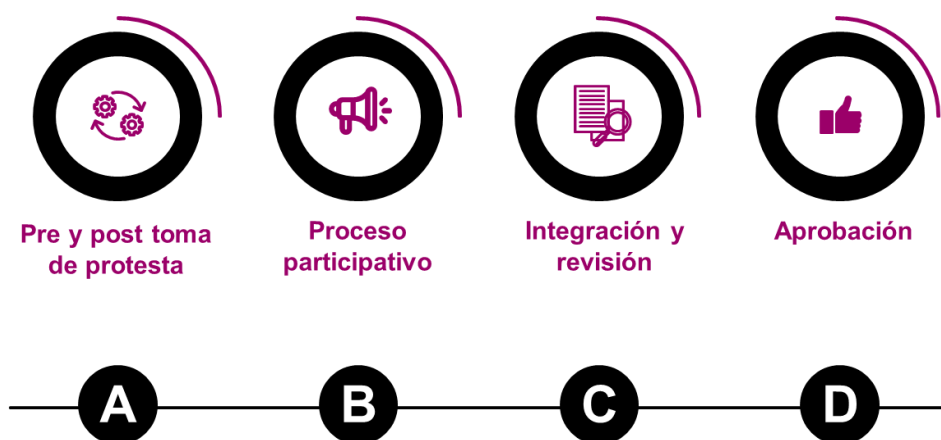 Pre y post toma
de protesta
Proceso
participativo
Integración y
revisión
Aprobación
A
B
C
D